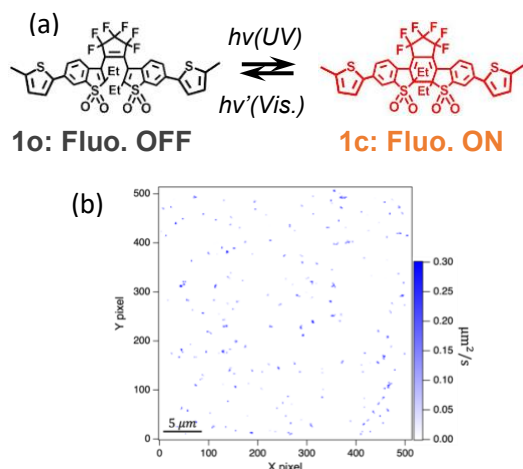 (a)
F F F F F F
hv(UV)
F F F F F F
S Et Et S
hv'(Vis.)
S Et Et S
S S
S S
O O O O
O O O O
1o: Fluo. OFF
1c: Fluo. ON
(b)
500
400
300
200
100
0
Y pixel
5 μm
0 100 200 300 400 500
X pixel
0.30
0.25
0.20
0.15
0.10
0.05
0.00
μm²/s